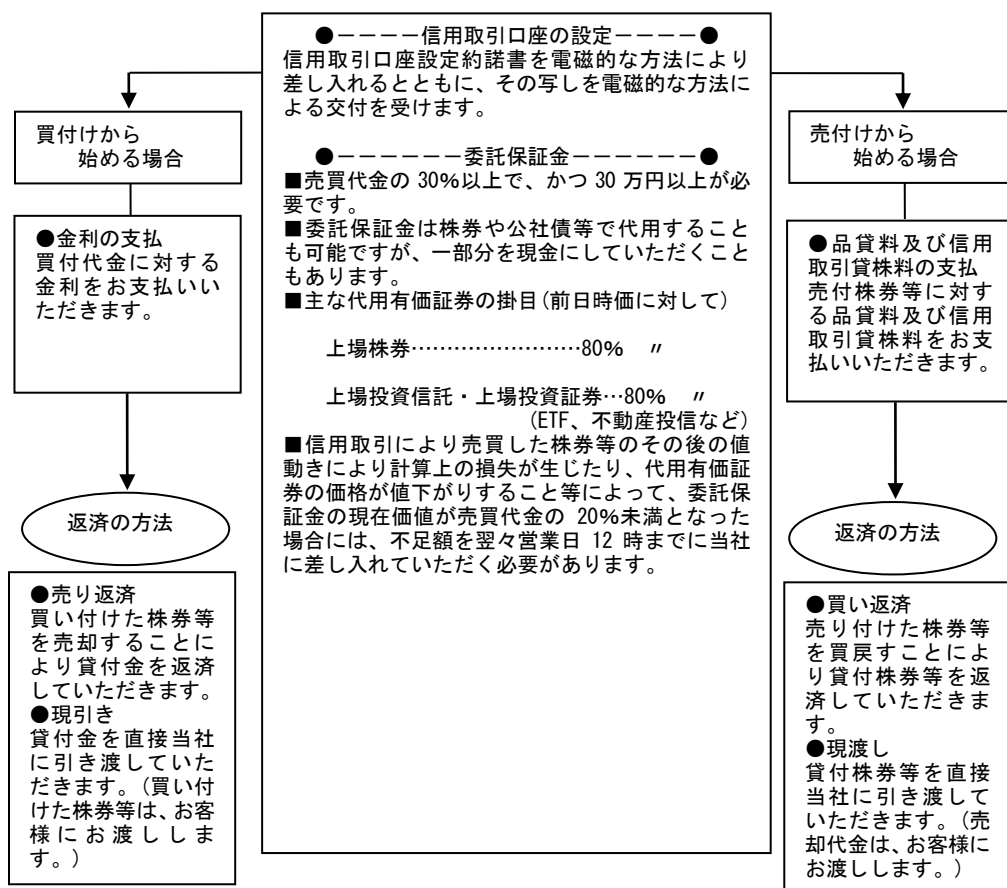 ●－－－－信用取引口座の設定－－－－●
信用取引口座設定約諾書を電磁的な方法により
差し入れるとともに、その写しを電磁的な方法に
よる交付を受けます。
●－－－－－－委託保証金－－－－－－●
■売買代金の 30%以上で、かつ 30 万円以上が必
要です。
■委託保証金は株券や公社債等で代用すること
も可能ですが、一部分を現金にしていただくこと
もあります。
■主な代用有価証券の掛目(前日時価に対して)
上場株券……………………80%　〃
上場投資信託・上場投資証券…80%　〃
(ETF、不動産投信など)
■信用取引により売買した株券等のその後の値
動きにより計算上の損失が生じたり、代用有価証
券の価格が値下がりすること等によって、委託保
証金の現在価値が売買代金の 20%未満となった
場合には、不足額を翌々営業日 12 時までに当社
に差し入れていただく必要があります。
買付けから
始める場合
●金利の支払
買付代金に対する
金利をお支払いい
ただきます。
返済の方法
●売り返済
買い付けた株券等
を売却することに
より貸付金を返済
していただきます。
●現引き
貸付金を直接当社
に引き渡していた
だきます。(買い付
けた株券等は、お客
様にお渡ししま
す。)
売付けから
始める場合
●品貸料及び信用
取引貸株料の支払
売付株券等に対す
る品貸料及び信用
取引貸株料をお支
払いいただきます。
返済の方法
●買い返済
売り付けた株券等
を買戻すことによ
り貸付株券等を返
済していただきま
す。
●現渡し
貸付株券等を直接
当社に引き渡して
いただきます。(売
却代金は、お客様に
お渡しします。)